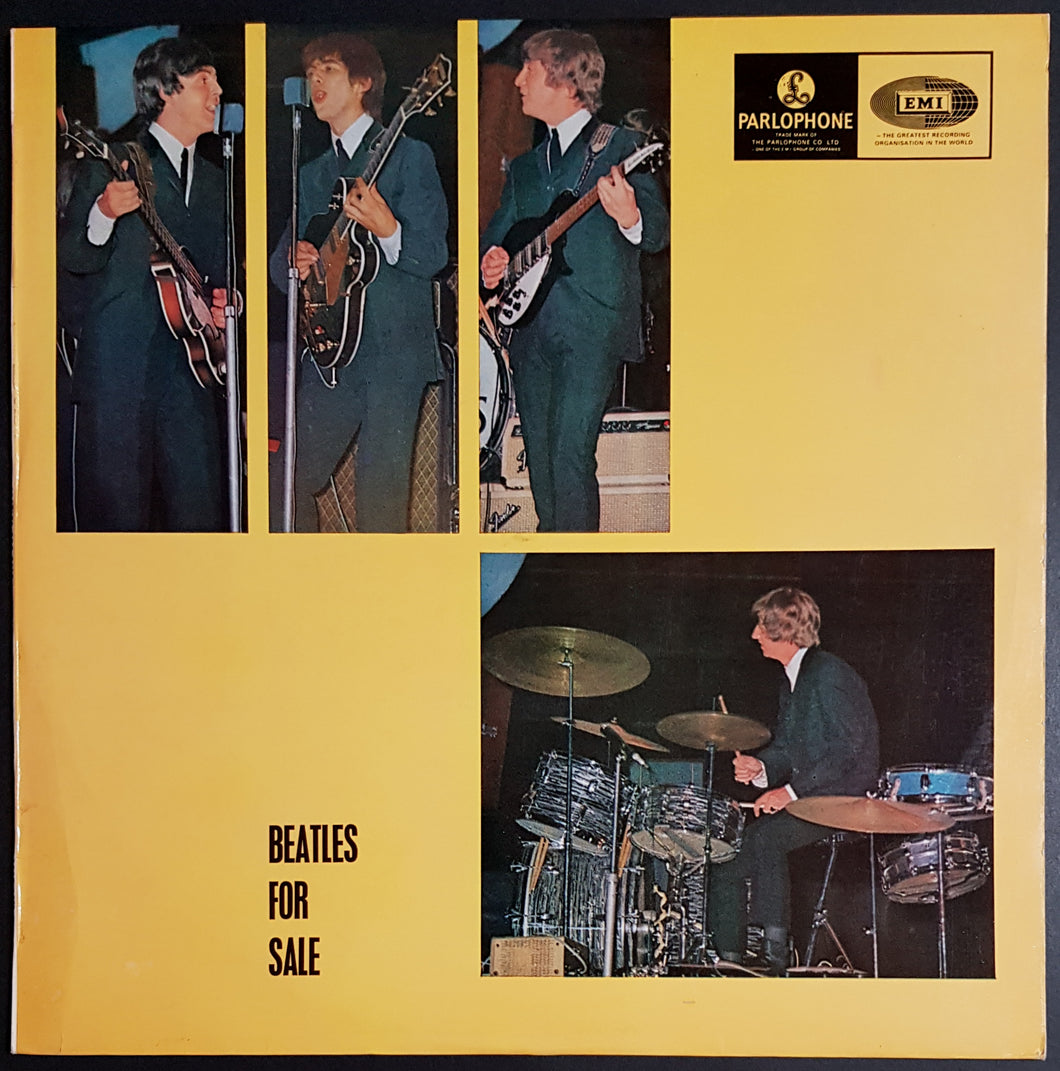 PARLOPHONE
TRADE MARK OF
THE PARLOPHONE CO LTD
- ONE OF THE E.M.I. GROUP OF COMPANIES
EMI
— THE GREATEST RECORDING
ORGANISATION IN THE WORLD
BEATLES
FOR
SALE